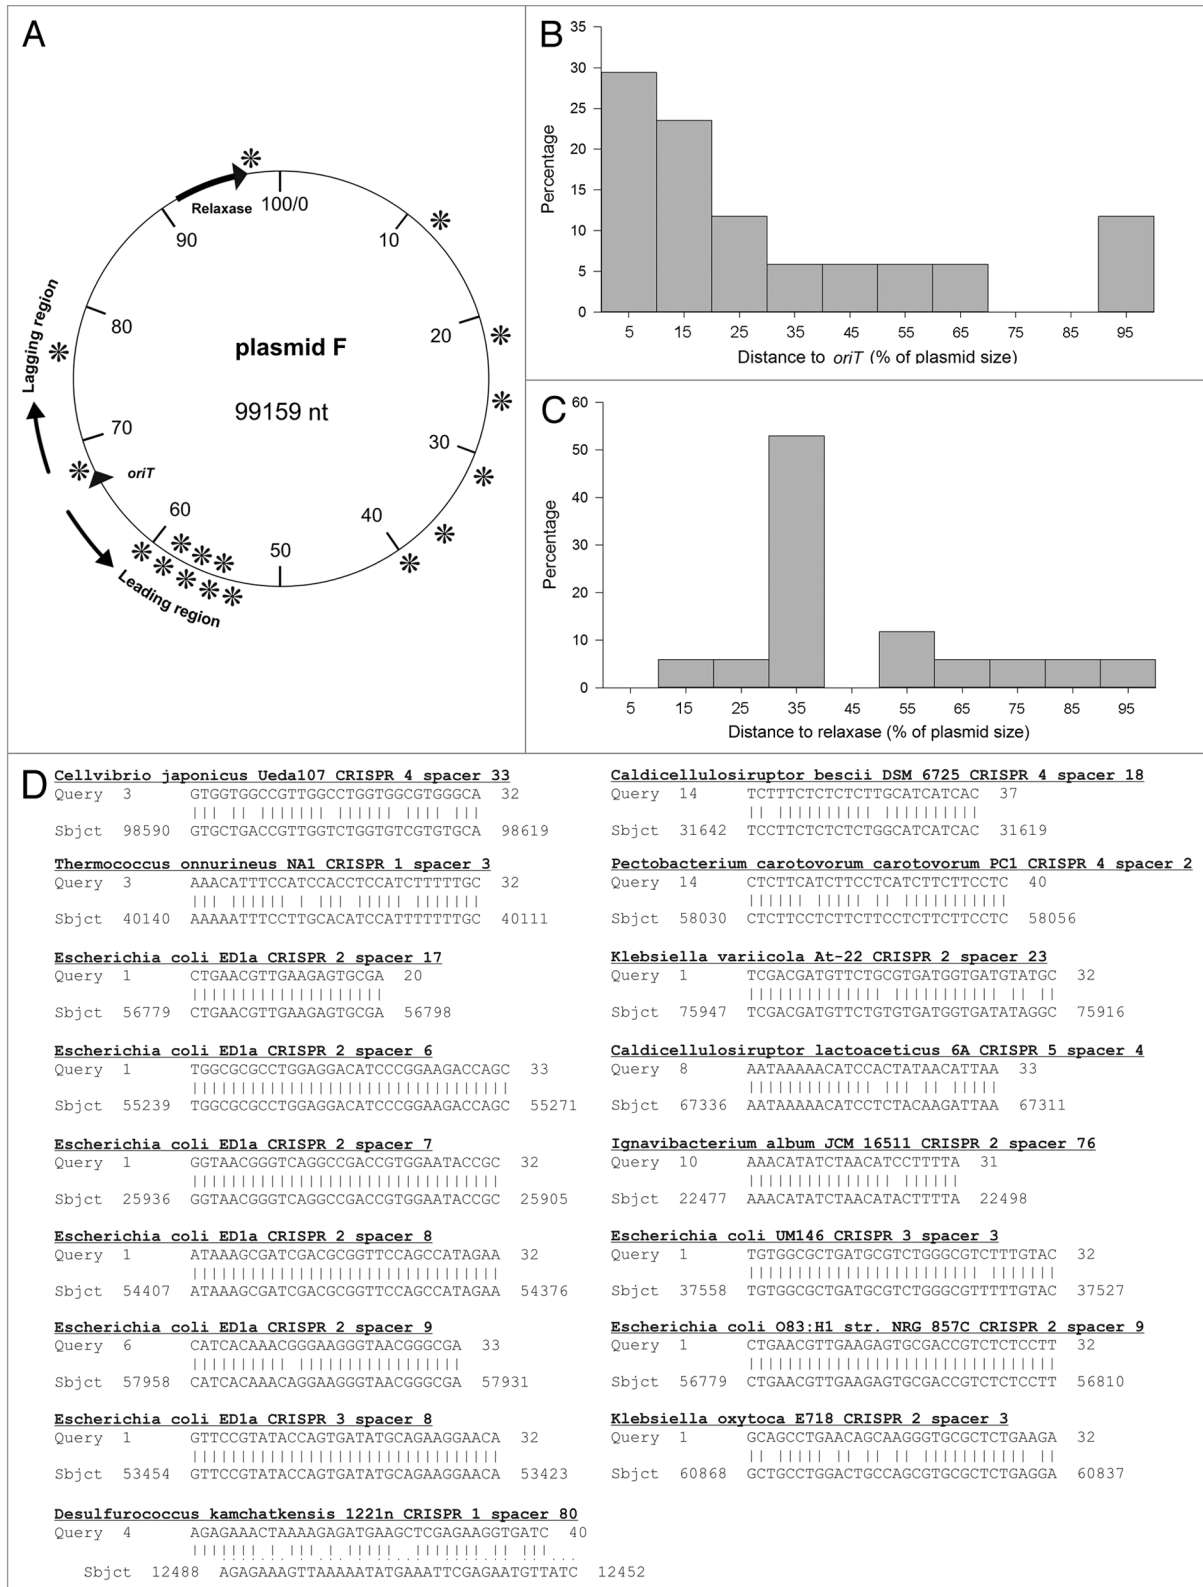 A
100/0
Relaxase
10
20
30
40
50
60
70
80
90
plasmid F
99159 nt
oriT
Lagging region
Leading region
B
35
30
25
20
15
10
5
0
Percentage
5 15 25 35 45 55 65 75 85 95
Distance to oriT (% of plasmid size)
C
60
50
40
30
20
10
0
Percentage
5 15 25 35 45 55 65 75 85 95
Distance to relaxase (% of plasmid size)
D
Cellvibrio japonicus Ueda107 CRISPR 4 spacer 33
Query 3 GTGGTGGCCGTTGGCCTGGTGGCGTGGGCA 32
Sbjct 98590 GTGCTGACCGTTGGTCTGGTGTCGTGTGCA 98619
Thermococcus onnurineus NA1 CRISPR 1 spacer 3
Query 3 AAACATTTCCATCCACCTCCATCTTTTTGC 32
Sbjct 40140 AAAAATTTCCTTGCACATCCATTTTTTTGC 40111
Escherichia coli ED1a CRISPR 2 spacer 17
Query 1 CTGAACGTTGAAGAGTGCGA 20
Sbjct 56779 CTGAACGTTGAAGAGTGCGA 56798
Escherichia coli ED1a CRISPR 2 spacer 6
Query 1 TGGCGCGCCTGGAGGACATCCCGGAAGACCAGC 33
Sbjct 55239 TGGCGCGCCTGGAGGACATCCCGGAAGACCAGC 55271
Escherichia coli ED1a CRISPR 2 spacer 7
Query 1 GGTAACGGGTCAGGCCGACCGTGGAATACCGC 32
Sbjct 25936 GGTAACGGGTCAGGCCGACCGTGGAATACCGC 25905
Escherichia coli ED1a CRISPR 2 spacer 8
Query 1 ATAAAGCGATCGACGCGGTTCCAGCCATAGAA 32
Sbjct 54407 ATAAAGCGATCGACGCGGTTCCAGCCATAGAA 54376
Escherichia coli ED1a CRISPR 2 spacer 9
Query 6 CATCACAAACGGGAAGGGTAACGGGCGA 33
Sbjct 57958 CATCACAAACAGGAAGGGTAACGGGCGA 57931
Escherichia coli ED1a CRISPR 3 spacer 8
Query 1 GTTCCGTATACCAGTGATATGCAGAAGGAACA 32
Sbjct 53454 GTTCCGTATACCAGTGATATGCAGAAGGAACA 53423
Desulfurococcus kamchatkensis 1221n CRISPR 1 spacer 80
Query 4 AGAGAAACTAAAAGAGATGAAGCTCGAGAAGGTGATC 40
Sbjct 12488 AGAGAAAGTTAAAAATATGAAATTCGAGAATGTTATC 12452
Caldicellulosiruptor bescii DSM 6725 CRISPR 4 spacer 18
Query 14 TCTTTCTCTCTCTTGCATCATCAC 37
Sbjct 31642 TCCTTCTCTCTCTGGCATCATCAC 31619
Pectobacterium carotovorum carotovorum PC1 CRISPR 4 spacer 2
Query 14 CTCTTCATCTTCCTCATCTTCTTCCTC 40
Sbjct 58030 CTCTTCCTCTTCTTCCTCTTCTTCCTC 58056
Klebsiella variicola At-22 CRISPR 2 spacer 23
Query 1 TCGACGATGTTCTGCGTGATGGTGATGTATGC 32
Sbjct 75947 TCGACGATGTTCTGTGTGATGGTGATATAGGC 75916
Caldicellulosiruptor lactoaceticus 6A CRISPR 5 spacer 4
Query 8 AATAAAAACATCCACTATAACATTAA 33
Sbjct 67336 AATAAAAACATCCTCTACAAGATTAA 67311
Ignavibacterium album JCM 16511 CRISPR 2 spacer 76
Query 10 AAACATATCTAACATCCTTTTA 31
Sbjct 22477 AAACATATCTAACATACTTTTA 22498
Escherichia coli UM146 CRISPR 3 spacer 3
Query 1 TGTGGCGCTGATGCGTCTGGGCGTCTTTGTAC 32
Sbjct 37558 TGTGGCGCTGATGCGTCTGGGCGTTTTTGTAC 37527
Escherichia coli O83:H1 str. NRG 857C CRISPR 2 spacer 9
Query 1 CTGAACGTTGAAGAGTGCGACCGTCTCTCCTT 32
Sbjct 56779 CTGAACGTTGAAGAGTGCGACCGTCTCTCCTT 56810
Klebsiella oxytoca E718 CRISPR 2 spacer 3
Query 1 GCAGCCTGAACAGCAAGGGTGCGCTCTGAAGA 32
Sbjct 60868 GCTGCCTGGACTGCCAGCGTGCGCTCTGAGGA 60837